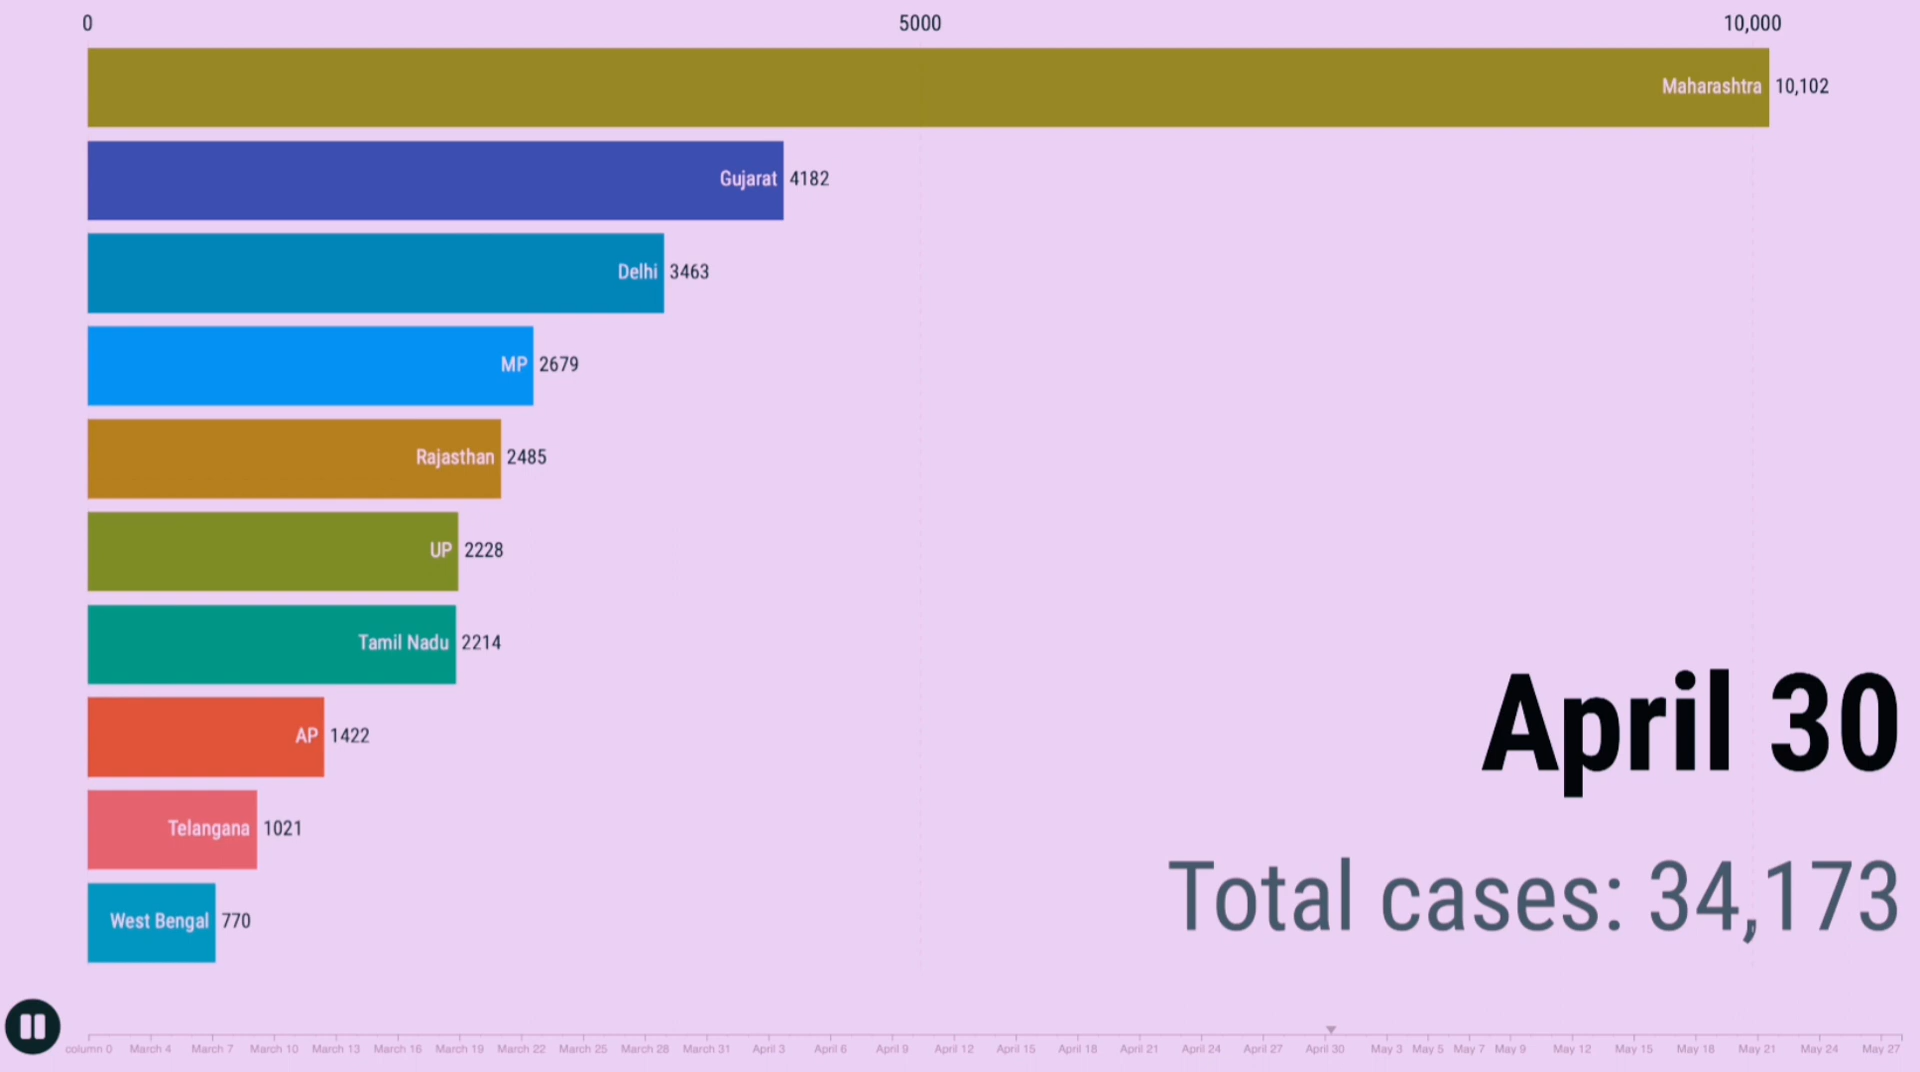 0 5000 10,000
Maharashtra 10,102
Gujarat 4182
Delhi 3463
MP 2679
Rajasthan 2485
UP 2228
Tamil Nadu 2214
AP 1422
Telangana 1021
West Bengal 770
April 30
Total cases: 34,173
column 0 March 4 March 7 March 10 March 13 March 16 March 19 March 22 March 25 March 28 March 31 April 3 April 6 April 9 April 12 April 15 April 18 April 21 April 24 April 27 April 30 May 3 May 5 May 7 May 9 May 12 May 15 May 18 May 21 May 24 May 27